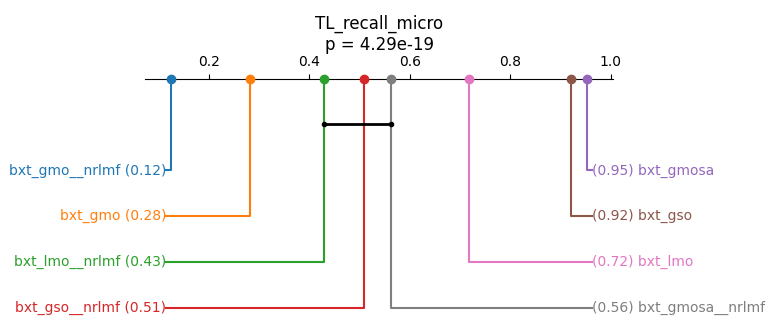 TL_recall_micro
p = 4.29e-19
0.2 0.4 0.6 0.8 1.0
bxt_gmo__nrlmf (0.12) (0.95) bxt_gmosa
bxt_gmo (0.28) (0.92) bxt_gso
bxt_lmo__nrlmf (0.43) (0.72) bxt_lmo
bxt_gso__nrlmf (0.51) (0.56) bxt_gmosa__nrlmf